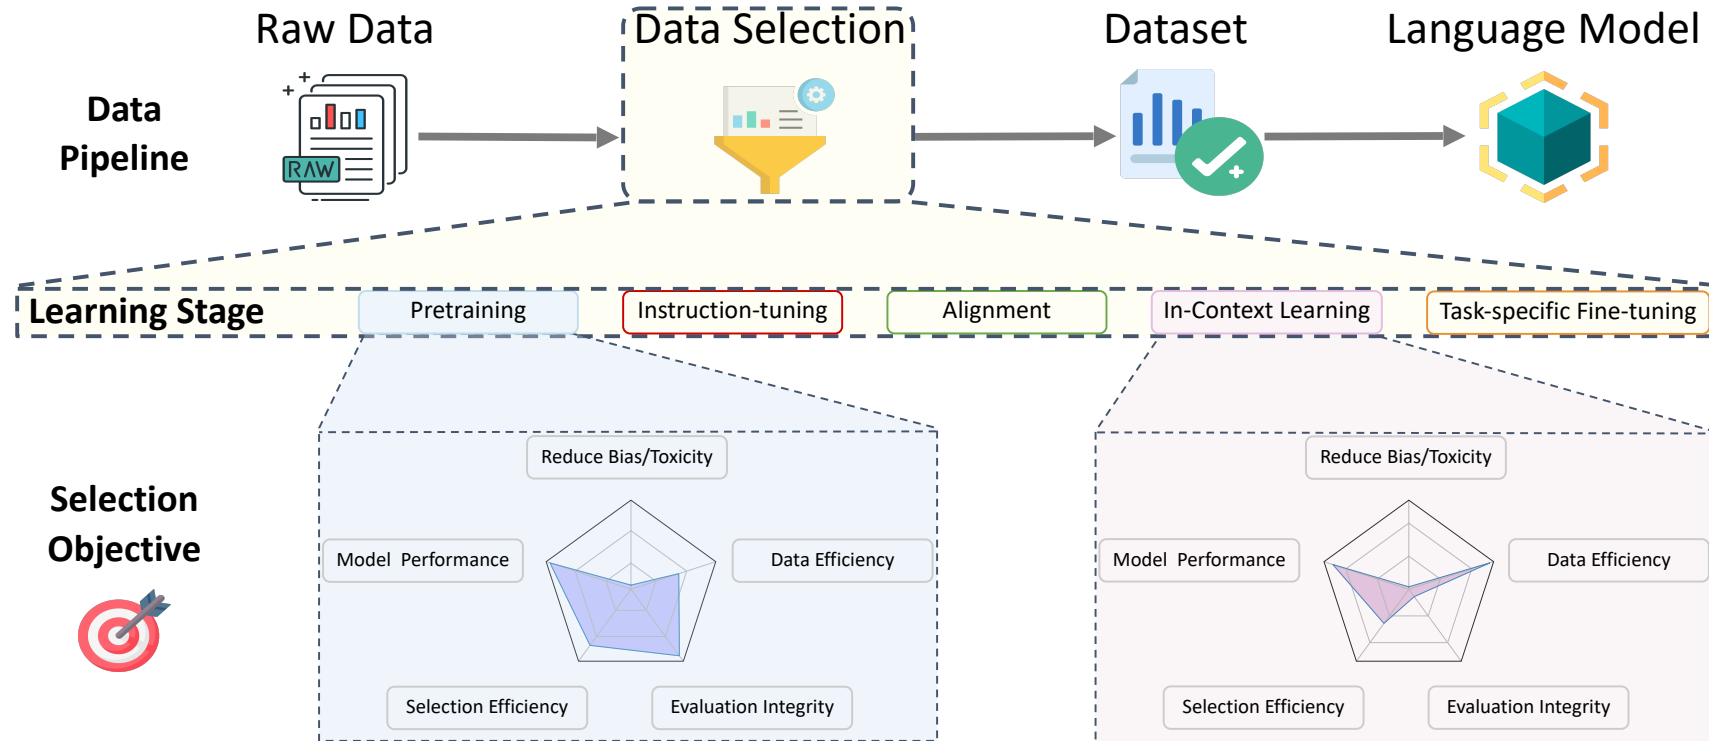 Raw Data
Data Selection
Dataset
Language Model
Data
Pipeline
RAW
Learning Stage
Pretraining
Instruction-tuning
Alignment
In-Context Learning
Task-specific Fine-tuning
Selection
Objective
Reduce Bias/Toxicity
Model Performance
Data Efficiency
Selection Efficiency
Evaluation Integrity
Reduce Bias/Toxicity
Model Performance
Data Efficiency
Selection Efficiency
Evaluation Integrity